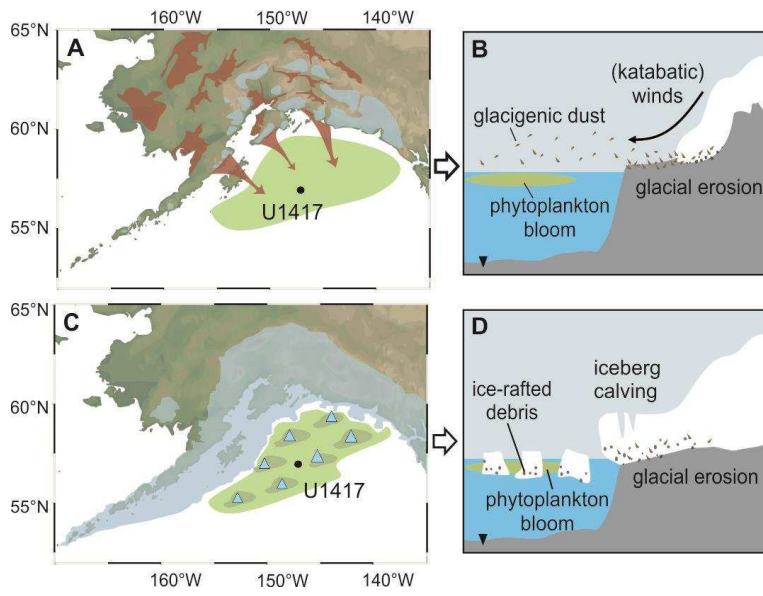 160°W 150°W 140°W
65°N
A
B
(katabatic)
winds
glacigenic dust
60°N
glacial erosion
U1417
phytoplankton
bloom
55°N
65°N
C
D
iceberg
calving
ice-rafted
debris
60°N
glacial erosion
phytoplankton
bloom
U1417
55°N
160°W 150°W 140°W